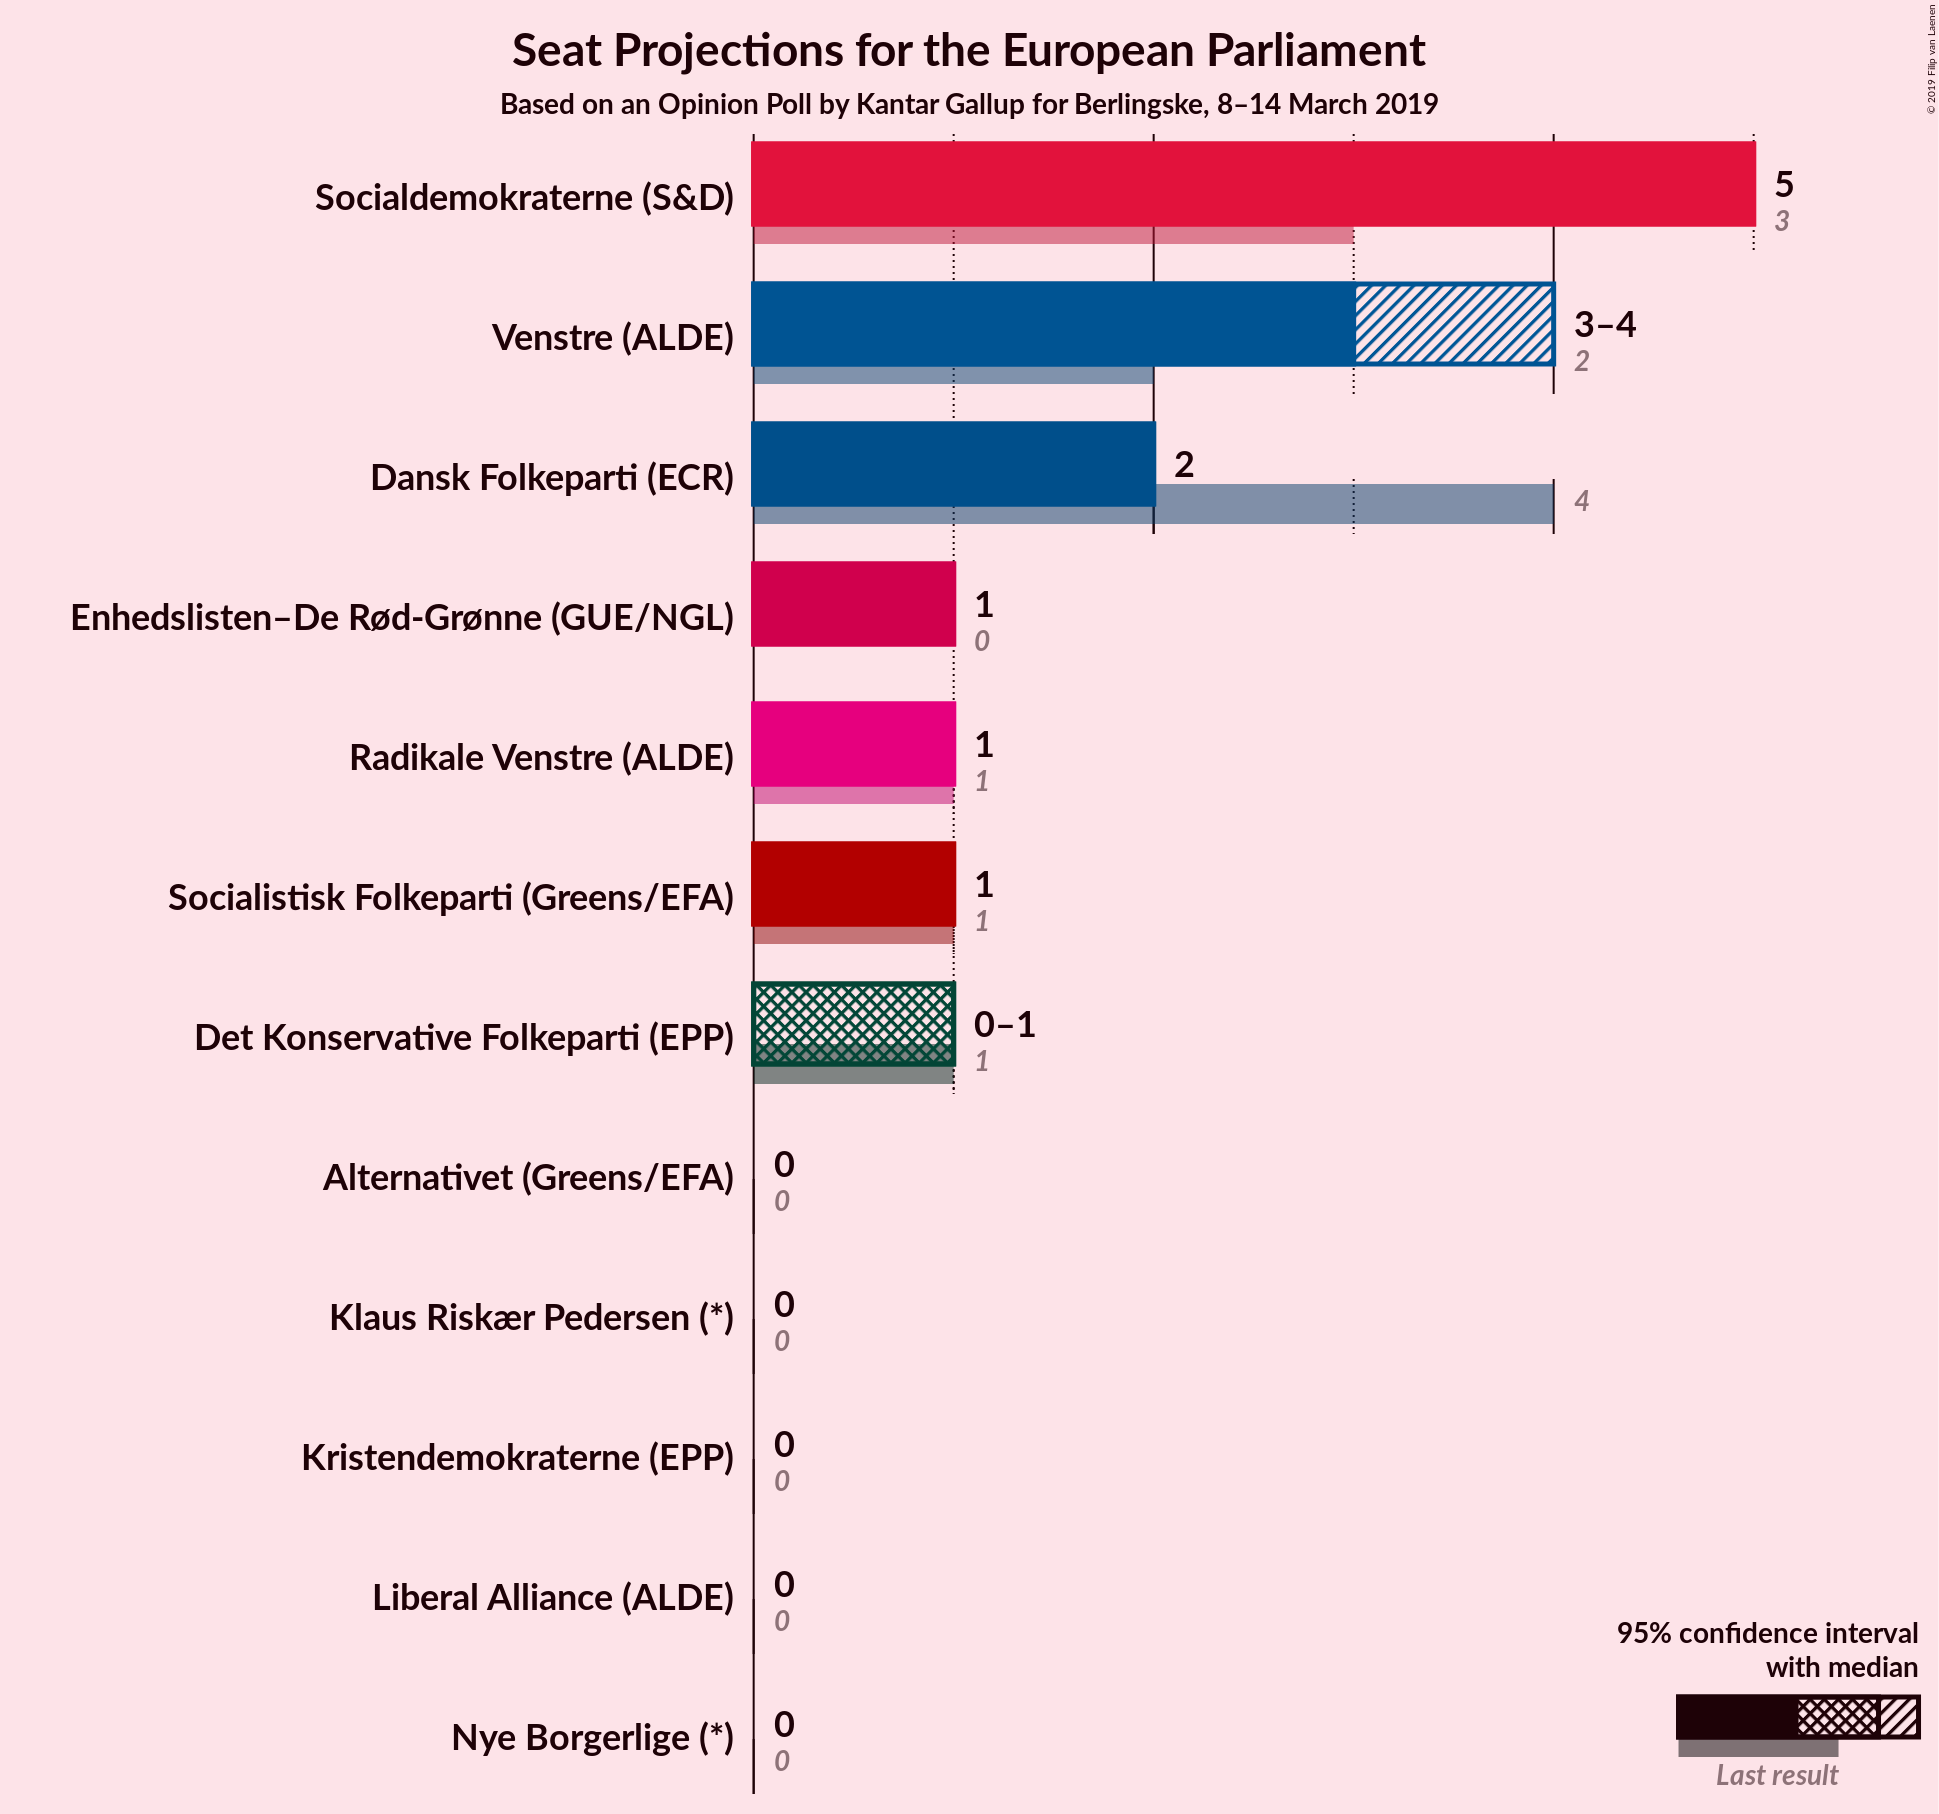 Seat Projections for the European Parliament
Based on an Opinion Poll by Kantar Gallup for Berlingske, 8–14 March 2019
© 2019 Filip van Laenen
Socialdemokraterne (S&D)
5
3
Venstre (ALDE)
3–4
2
Dansk Folkeparti (ECR)
2
4
Enhedslisten–De Rød-Grønne (GUE/NGL)
1
0
Radikale Venstre (ALDE)
1
1
Socialistisk Folkeparti (Greens/EFA)
1
1
Det Konservative Folkeparti (EPP)
0–1
1
Alternativet (Greens/EFA)
0
0
Klaus Riskær Pedersen (*)
0
0
Kristendemokraterne (EPP)
0
0
Liberal Alliance (ALDE)
0
0
Nye Borgerlige (*)
0
0
95% confidence interval
with median
Last result